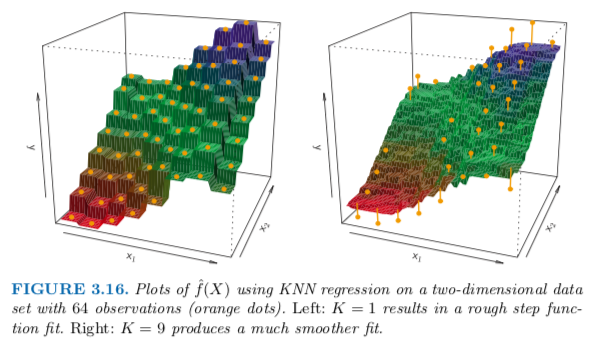 y
x₁
x₂
y
x₁
x₂
FIGURE 3.16. Plots of f̂(X) using KNN regression on a two-dimensional data
set with 64 observations (orange dots). Left: K = 1 results in a rough step func-
tion fit. Right: K = 9 produces a much smoother fit.